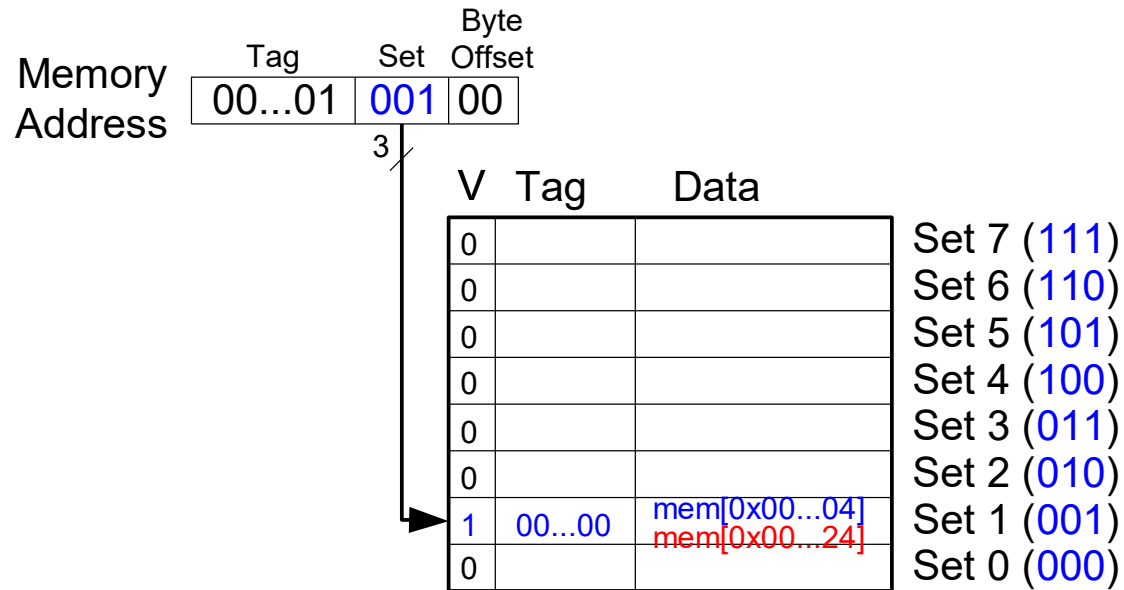 Memory Address
Tag Set Byte Offset
00...01 001 00
3
V Tag Data
0 Set 7 (111)
0 Set 6 (110)
0 Set 5 (101)
0 Set 4 (100)
0 Set 3 (011)
0 Set 2 (010)
1 00...00 mem[0x00...04] Set 1 (001)
mem[0x00...24]
0 Set 0 (000)